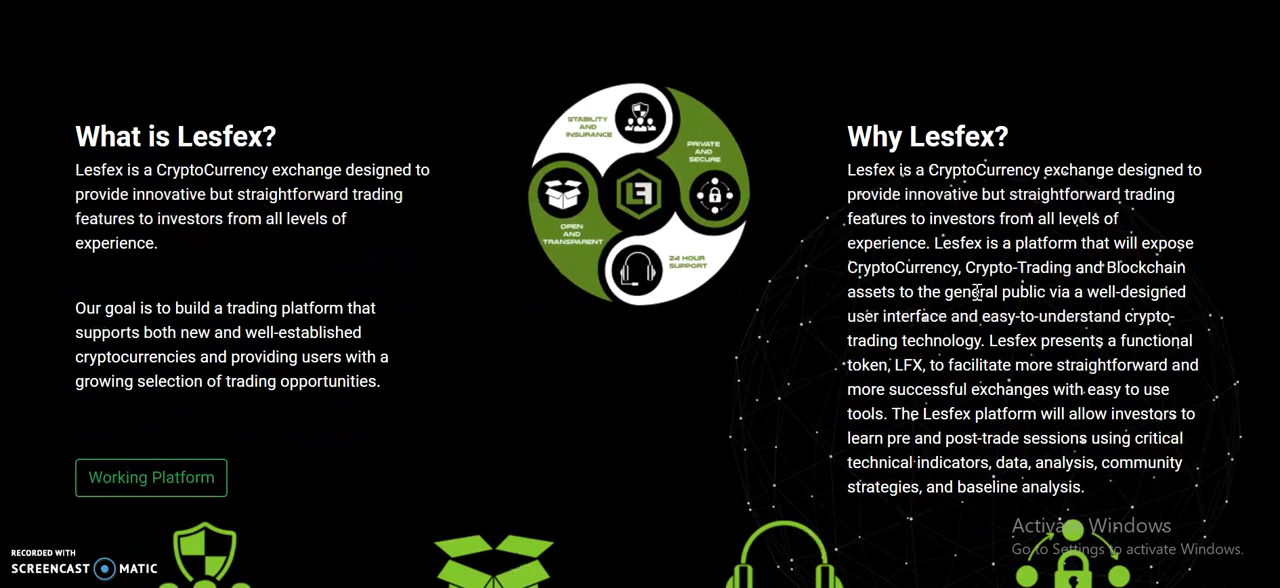 What is Lesfex?
Lesfex is a CryptoCurrency exchange designed to
provide innovative but straightforward trading
features to investors from all levels of
experience.
Our goal is to build a trading platform that
supports both new and well-established
cryptocurrencies and providing users with a
growing selection of trading opportunities.
Working Platform
STABILITY
AND
INSURANCE
PRIVATE
AND
SECURE
LF
OPEN
AND
TRANSPARENT
24 HOUR
SUPPORT
Why Lesfex?
Lesfex is a CryptoCurrency exchange designed to
provide innovative but straightforward trading
features to investors from all levels of
experience. Lesfex is a platform that will expose
CryptoCurrency, Crypto-Trading and Blockchain
assets to the general public via a well-designed
user interface and easy-to-understand crypto-
trading technology. Lesfex presents a functional
token, LFX, to facilitate more straightforward and
more successful exchanges with easy to use
tools. The Lesfex platform will allow investors to
learn pre and post-trade sessions using critical
technical indicators, data, analysis, community
strategies, and baseline analysis.
Activate Windows
Go to Settings to activate Windows.
RECORDED WITH
SCREENCAST MATIC